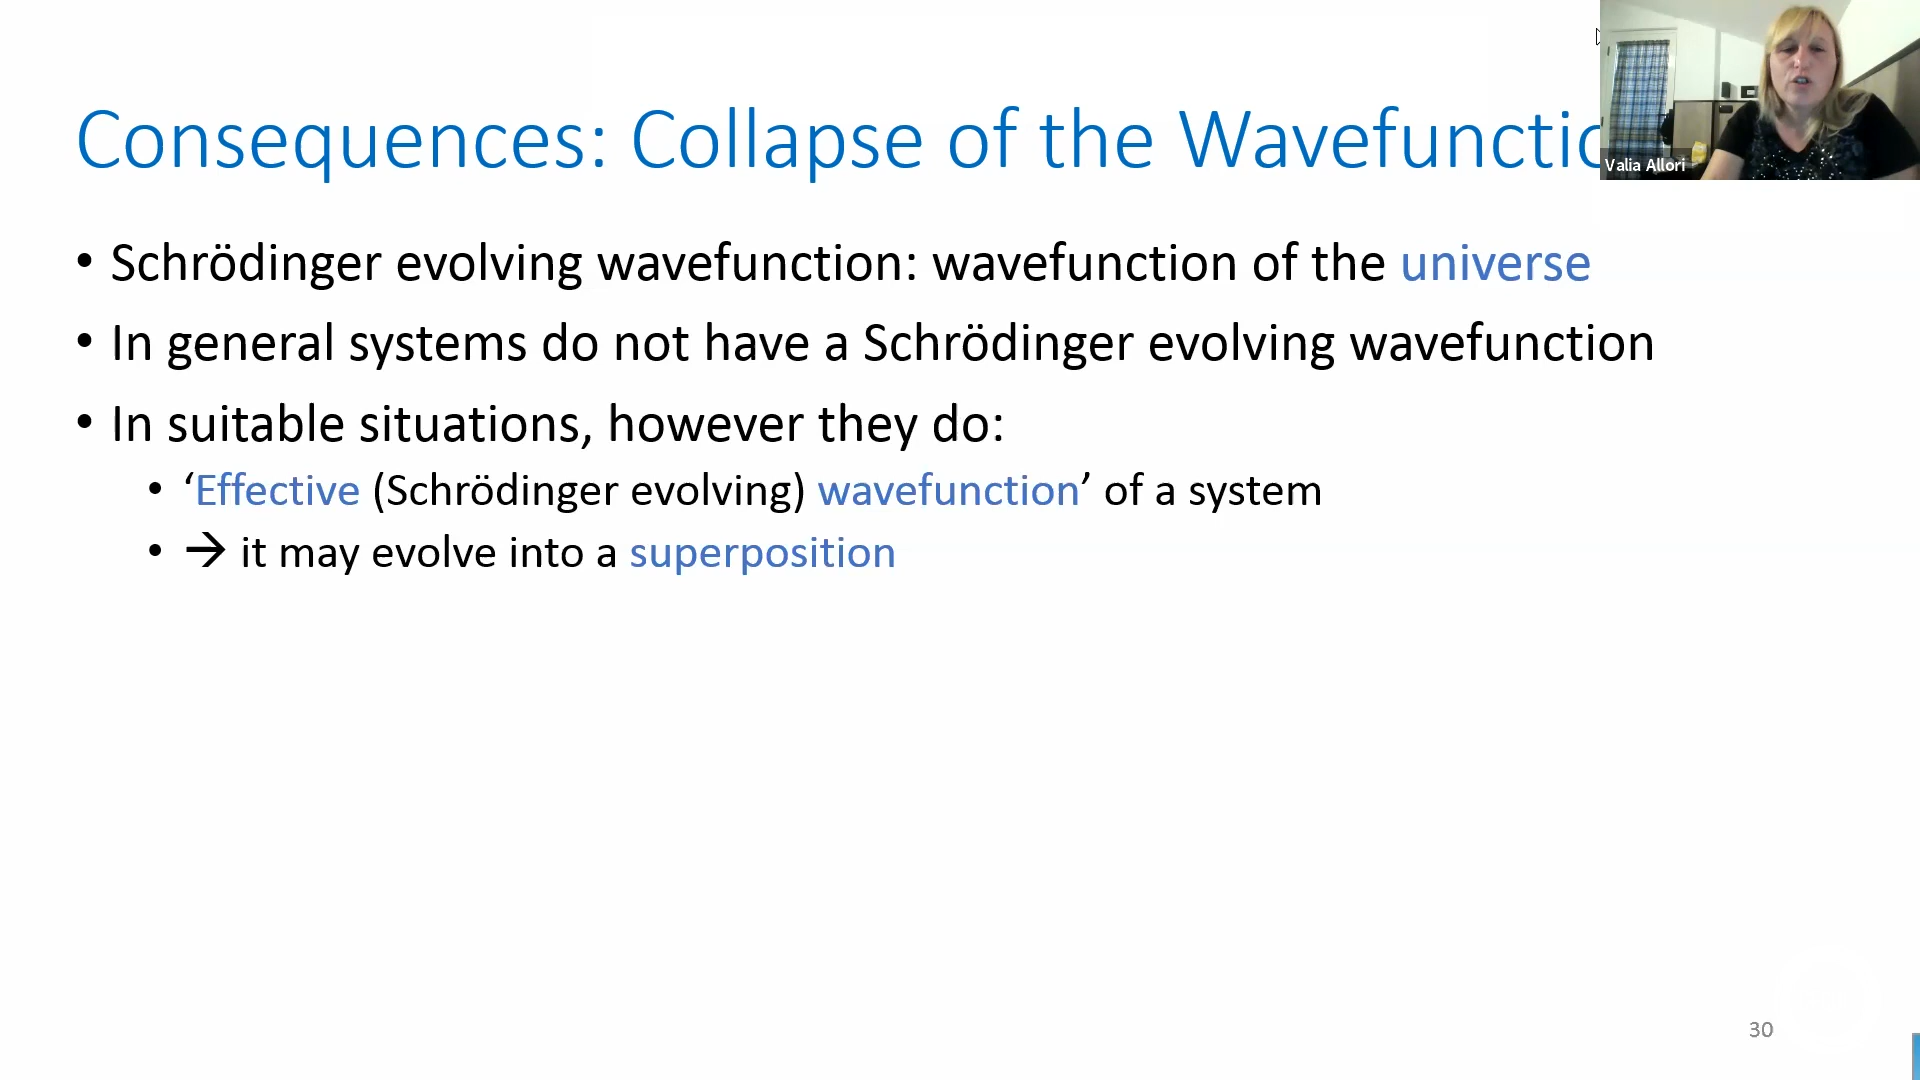 Consequences: Collapse of the Wavefunctio
Valia Allori
• Schrödinger evolving wavefunction: wavefunction of the universe
• In general systems do not have a Schrödinger evolving wavefunction
• In suitable situations, however they do:
• ‘Effective (Schrödinger evolving) wavefunction’ of a system
• → it may evolve into a superposition
30